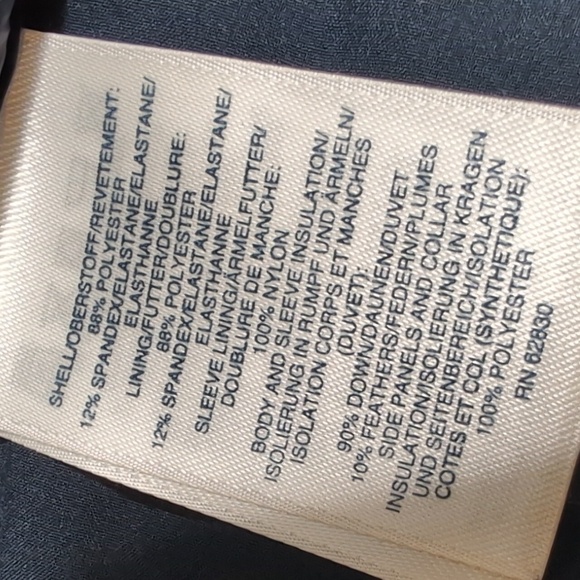 SHELL/OBERSTOFF/REVETEMENT:
88% POLYESTER
12% SPANDEX/ELASTANE/ELASTANE/
ELASTHANNE
LINING/FUTTER/DOUBLURE:
88% POLYESTER
12% SPANDEX/ELASTANE/ELASTANE/
ELASTHANNE
SLEEVE LINING/ÄRMELFUTTER/
DOUBLURE DE MANCHE:
100% NYLON
BODY AND SLEEVE INSULATION/
ISOLIERUNG IN RUMPF UND ÄRMELN/
ISOLATION CORPS ET MANCHES
(DUVET):
90% DOWN/DAUNEN/DUVET
10% FEATHERS/FEDERN/PLUMES
SIDE PANELS AND COLLAR
INSULATION/ISOLIERUNG IN KRAGEN
UND SEITENBEREICH/ISOLATION
COTES ET COL (SYNTHETIQUE):
100% POLYESTER
RN 62830